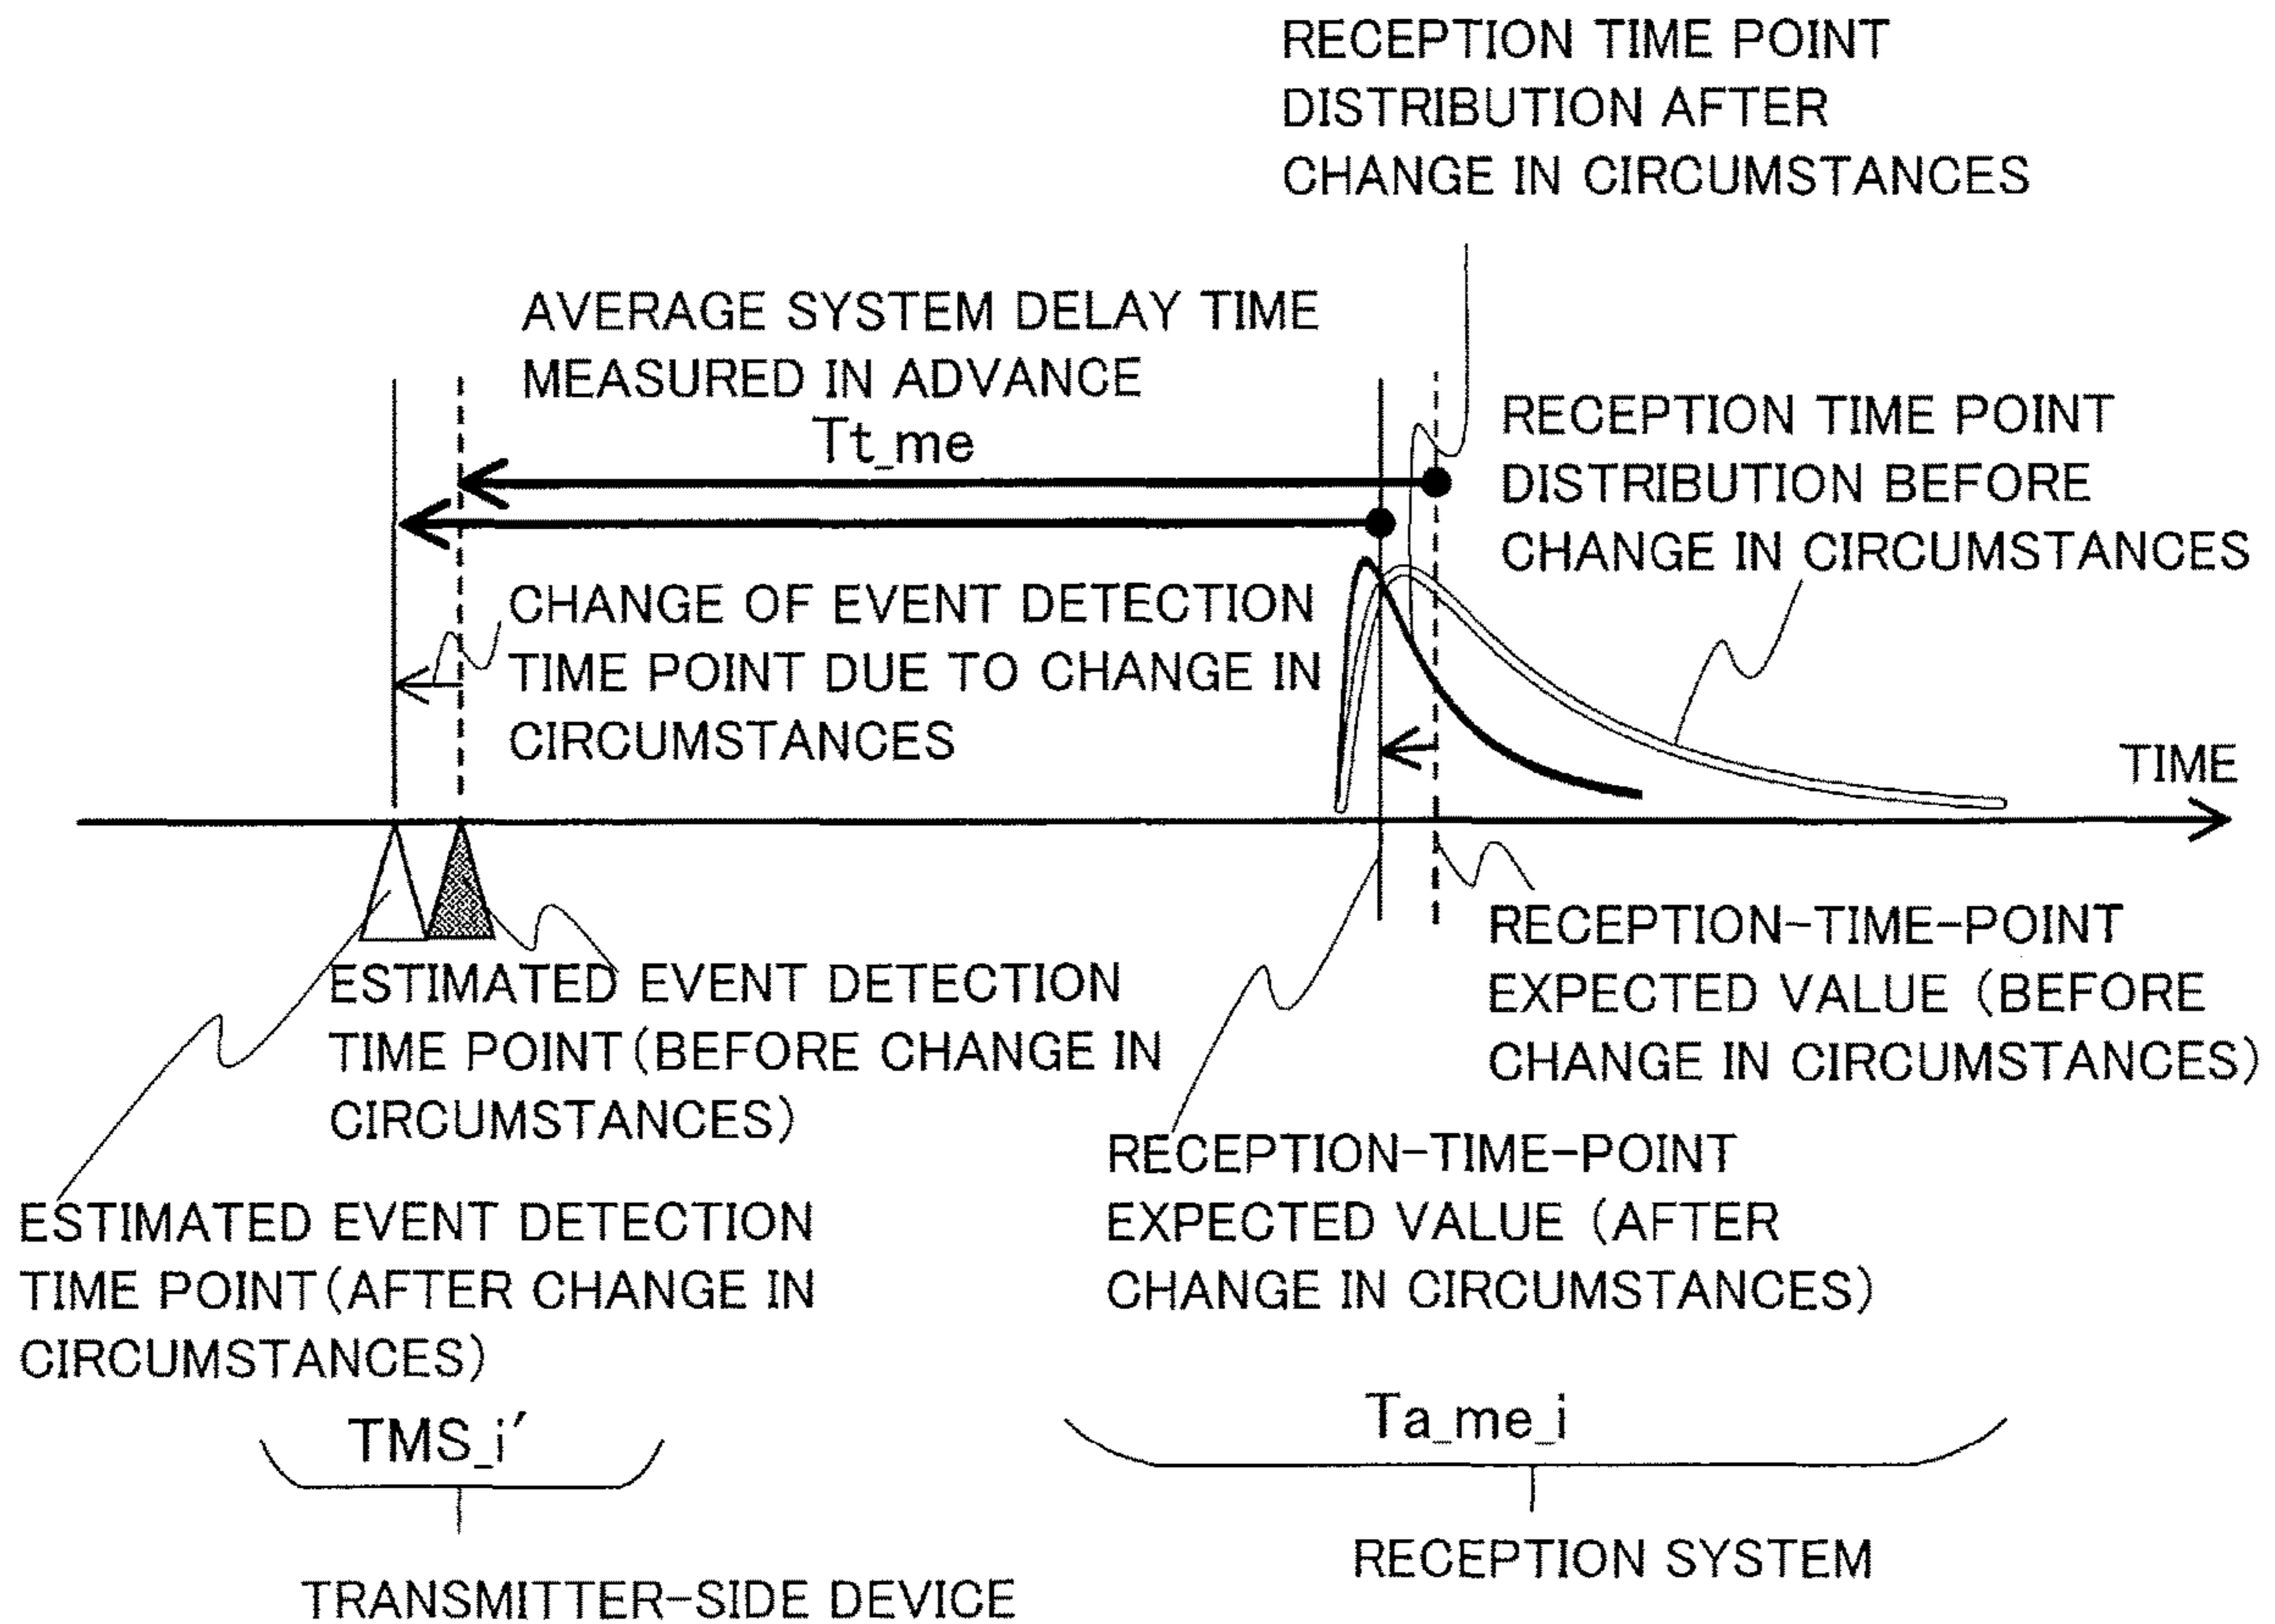 RECEPTION TIME POINT
DISTRIBUTION AFTER
CHANGE IN CIRCUMSTANCES
AVERAGE SYSTEM DELAY TIME
MEASURED IN ADVANCE
Tt_me
RECEPTION TIME POINT
DISTRIBUTION BEFORE
CHANGE IN CIRCUMSTANCES
CHANGE OF EVENT DETECTION
TIME POINT DUE TO CHANGE IN
CIRCUMSTANCES
TIME
RECEPTION-TIME-POINT
EXPECTED VALUE (BEFORE
CHANGE IN CIRCUMSTANCES)
ESTIMATED EVENT DETECTION
TIME POINT(BEFORE CHANGE IN
CIRCUMSTANCES)
RECEPTION-TIME-POINT
EXPECTED VALUE (AFTER
CHANGE IN CIRCUMSTANCES)
ESTIMATED EVENT DETECTION
TIME POINT(AFTER CHANGE IN
CIRCUMSTANCES)
TMS_i′
Ta_me_i
TRANSMITTER-SIDE DEVICE
RECEPTION SYSTEM